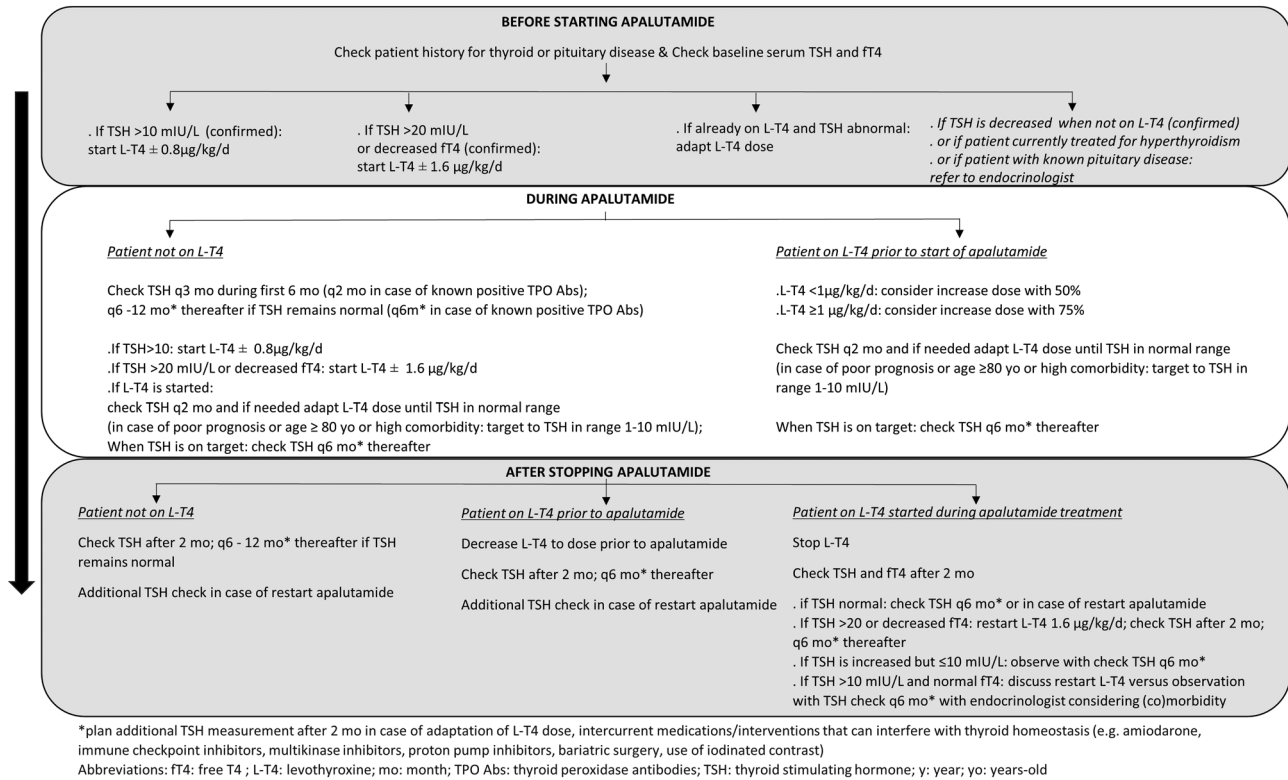 BEFORE STARTING APALUTAMIDE
Check patient history for thyroid or pituitary disease & Check baseline serum TSH and fT4
. If TSH >10 mIU/L (confirmed):
start L-T4 ± 0.8µg/kg/d
. If TSH >20 mIU/L
or decreased fT4 (confirmed):
start L-T4 ± 1.6 µg/kg/d
. If already on L-T4 and TSH abnormal:
adapt L-T4 dose
. If TSH is decreased when not on L-T4 (confirmed)
. or if patient currently treated for hyperthyroidism
. or if patient with known pituitary disease:
refer to endocrinologist
DURING APALUTAMIDE
Patient not on L-T4
Check TSH q3 mo during first 6 mo (q2 mo in case of known positive TPO Abs);
q6 -12 mo* thereafter if TSH remains normal (q6m* in case of known positive TPO Abs)
.If TSH>10: start L-T4 ± 0.8µg/kg/d
.If TSH >20 mIU/L or decreased fT4: start L-T4 ± 1.6 µg/kg/d
.If L-T4 is started:
check TSH q2 mo and if needed adapt L-T4 dose until TSH in normal range
(in case of poor prognosis or age ≥ 80 yo or high comorbidity: target to TSH in range 1-10 mIU/L);
When TSH is on target: check TSH q6 mo* thereafter
Patient on L-T4 prior to start of apalutamide
.L-T4 <1µg/kg/d: consider increase dose with 50%
.L-T4 ≥1 µg/kg/d: consider increase dose with 75%
Check TSH q2 mo and if needed adapt L-T4 dose until TSH in normal range
(in case of poor prognosis or age ≥80 yo or high comorbidity: target to TSH in
range 1-10 mIU/L)
When TSH is on target: check TSH q6 mo* thereafter
AFTER STOPPING APALUTAMIDE
Patient not on L-T4
Check TSH after 2 mo; q6 - 12 mo* thereafter if TSH
remains normal
Additional TSH check in case of restart apalutamide
Patient on L-T4 prior to apalutamide
Decrease L-T4 to dose prior to apalutamide
Check TSH after 2 mo; q6 mo* thereafter
Additional TSH check in case of restart apalutamide
Patient on L-T4 started during apalutamide treatment
Stop L-T4
Check TSH and fT4 after 2 mo
. if TSH normal: check TSH q6 mo* or in case of restart apalutamide
. If TSH >20 or decreased fT4: restart L-T4 1.6 µg/kg/d; check TSH after 2 mo;
q6 mo* thereafter
. If TSH is increased but ≤10 mIU/L: observe with check TSH q6 mo*
. If TSH >10 mIU/L and normal fT4: discuss restart L-T4 versus observation
with TSH check q6 mo* with endocrinologist considering (co)morbidity
*plan additional TSH measurement after 2 mo in case of adaptation of L-T4 dose, intercurrent medications/interventions that can interfere with thyroid homeostasis (e.g. amiodarone,
immune checkpoint inhibitors, multikinase inhibitors, proton pump inhibitors, bariatric surgery, use of iodinated contrast)
Abbreviations: fT4: free T4 ; L-T4: levothyroxine; mo: month; TPO Abs: thyroid peroxidase antibodies; TSH: thyroid stimulating hormone; y: year; yo: years-old